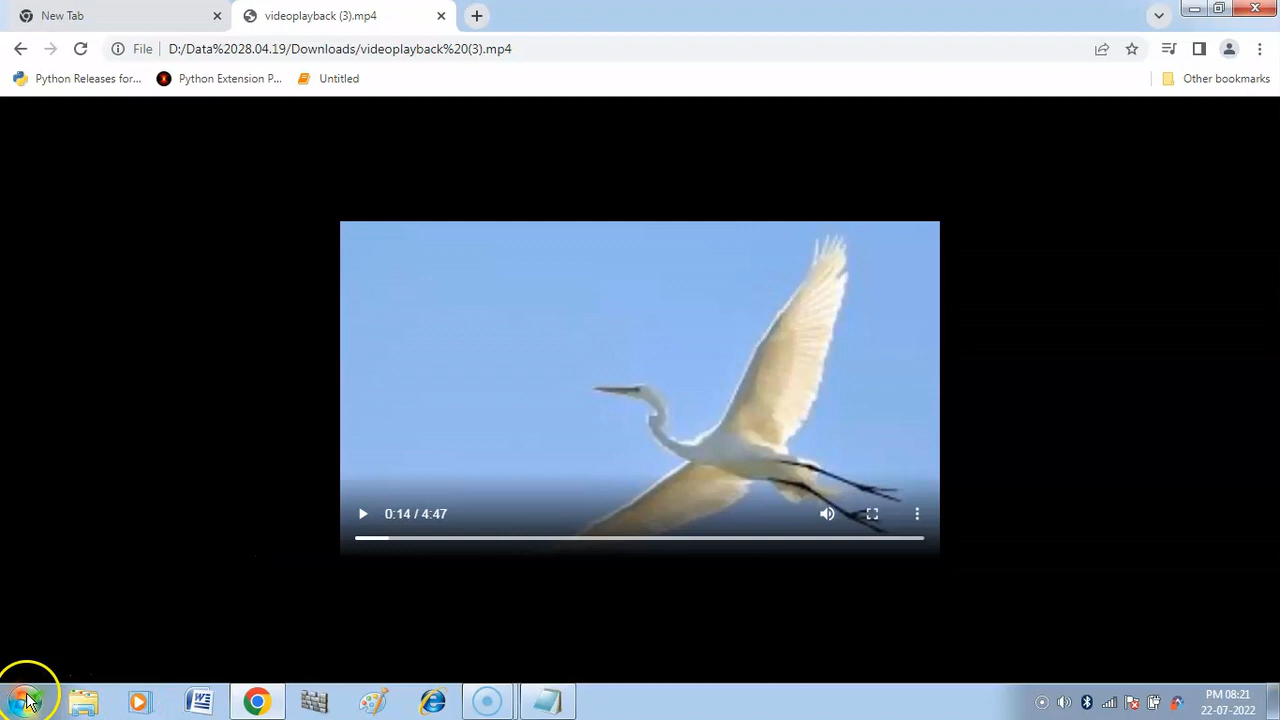 New Tab
videoplayback (3).mp4
File D:/Data%2028.04.19/Downloads/videoplayback%20(3).mp4
Python Releases for... Python Extension P... Untitled Other bookmarks
0:14 / 4:47
PM 08:21
22-07-2022